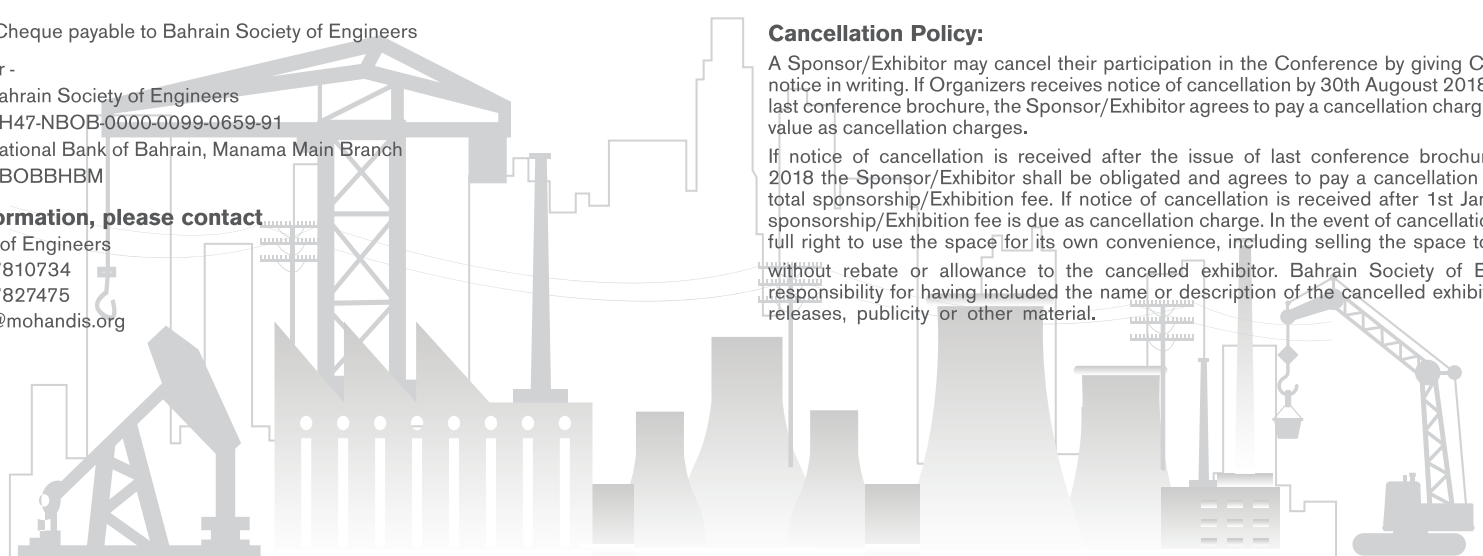 Cheque payable to Bahrain Society of Engineers
r -
ahrain Society of Engineers
H47-NBOB-0000-0099-0659-91
ational Bank of Bahrain, Manama Main Branch
BOBBHBM
ormation, please contact
of Engineers
7810734
7827475
@mohandis.org
Cancellation Policy:
A Sponsor/Exhibitor may cancel their participation in the Conference by giving C
notice in writing. If Organizers receives notice of cancellation by 30th Augoust 2018
last conference brochure, the Sponsor/Exhibitor agrees to pay a cancellation charg
value as cancellation charges.
If notice of cancellation is received after the issue of last conference brochur
2018 the Sponsor/Exhibitor shall be obligated and agrees to pay a cancellation
total sponsorship/Exhibition fee. If notice of cancellation is received after 1st Jan
sponsorship/Exhibition fee is due as cancellation charge. In the event of cancellatio
full right to use the space for its own convenience, including selling the space to
without rebate or allowance to the cancelled exhibitor. Bahrain Society of E
responsibility for having included the name or description of the cancelled exhibi
releases, publicity or other material.